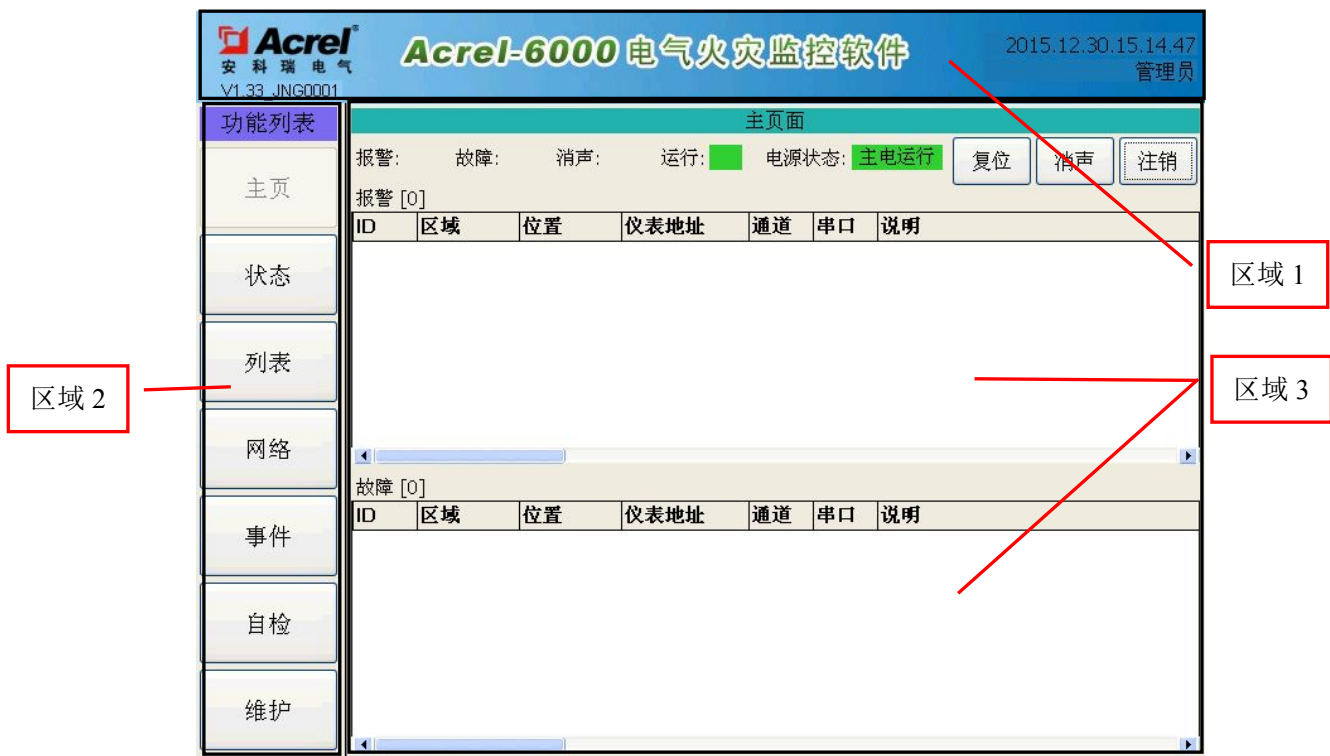 Acrel®
安科瑞电气
V1.33_JNG0001
Acrel-6000电气火灾监控软件
2015.12.30.15.14.47
管理员
功能列表
主页
状态
列表
网络
事件
自检
维护
主页面
报警: 故障: 消声: 运行: 电源状态: 主电运行 复位 消声 注销
报警 [0]
ID 区域 位置 仪表地址 通道 串口 说明
故障 [0]
ID 区域 位置 仪表地址 通道 串口 说明
区域 1
区域 2
区域 3